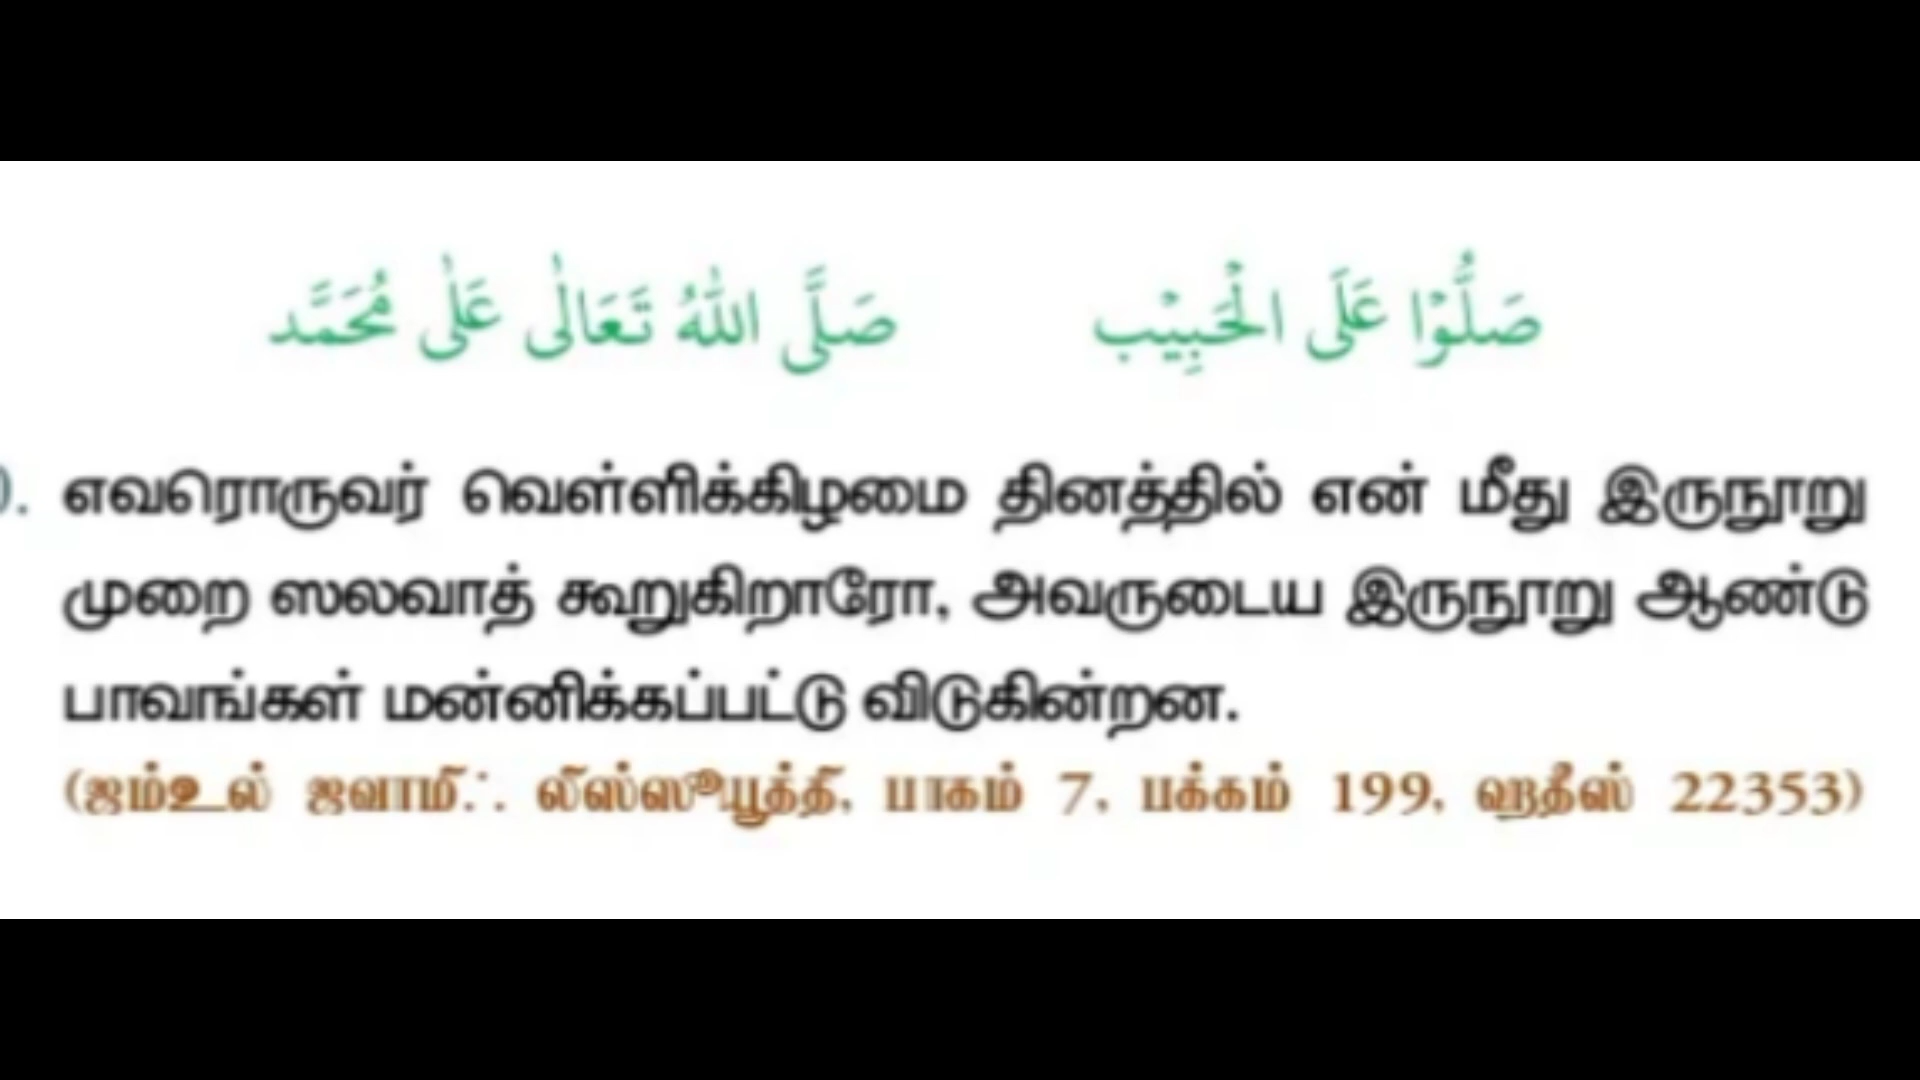 صَلُّوْا عَلَى الْحَبِيْب صَلَّى اللهُ تَعَالٰى عَلٰى مُحَمَّد
). எவரொருவர் வெள்ளிக்கிழமை தினத்தில் என் மீது இருநூறு
முறை ஸலவாத் கூறுகிறாரோ, அவருடைய இருநூறு ஆண்டு
பாவங்கள் மன்னிக்கப்பட்டு விடுகின்றன.
(ஜம்உல் ஜவாமிஃ. லிஸ்ஸுயூத்தி, பாகம் 7, பக்கம் 199, ஹதீஸ் 22353)